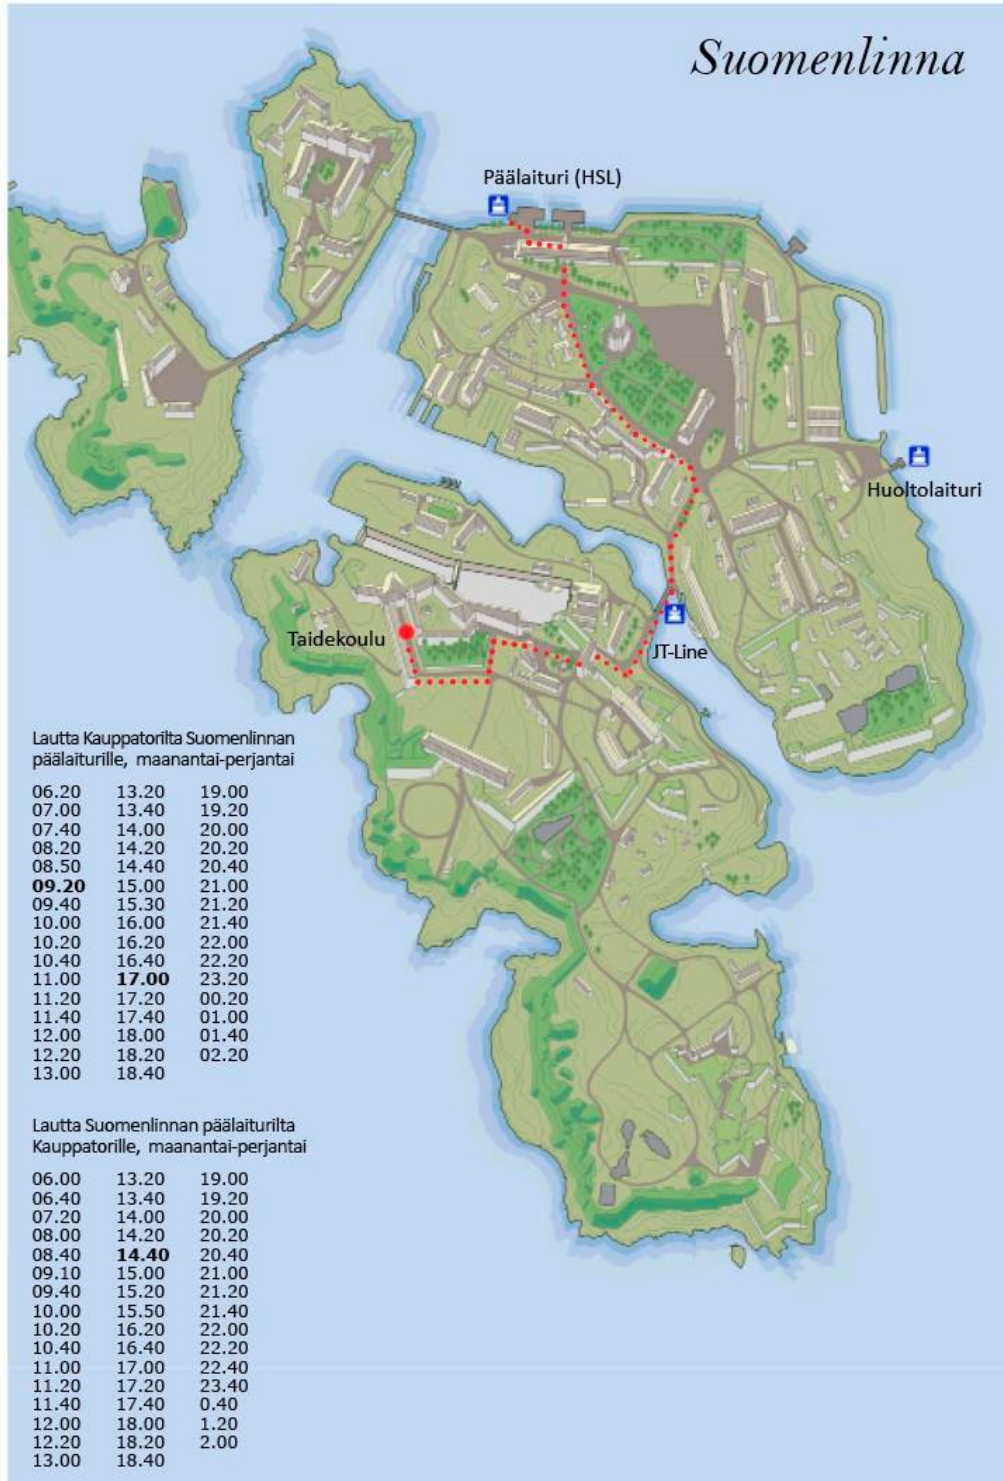 Suomenlinna
Päälaituri (HSL)
Huoltolaituri
Taidekoulu
JT-Line
Lautta Kauppatorilta Suomenlinnan
päälaiturille, maanantai-perjantai
06.20 13.20 19.00
07.00 13.40 19.20
07.40 14.00 20.00
08.20 14.20 20.20
08.50 14.40 20.40
09.20 15.00 21.00
09.40 15.30 21.20
10.00 16.00 21.40
10.20 16.20 22.00
10.40 16.40 22.20
11.00 17.00 23.20
11.20 17.20 00.20
11.40 17.40 01.00
12.00 18.00 01.40
12.20 18.20 02.20
13.00 18.40
Lautta Suomenlinnan päälaiturilta
Kauppatorille, maanantai-perjantai
06.00 13.20 19.00
06.40 13.40 19.20
07.20 14.00 20.00
08.00 14.20 20.20
08.40 14.40 20.40
09.10 15.00 21.00
09.40 15.20 21.20
10.00 15.50 21.40
10.20 16.20 22.00
10.40 16.40 22.20
11.00 17.00 22.40
11.20 17.20 23.40
11.40 17.40 0.40
12.00 18.00 1.20
12.20 18.20 2.00
13.00 18.40